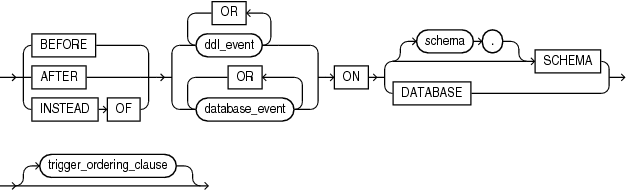 OR
BEFORE
ddl_event
schema .
AFTER
OR
ON
SCHEMA
INSTEAD OF
database_event
DATABASE
trigger_ordering_clause